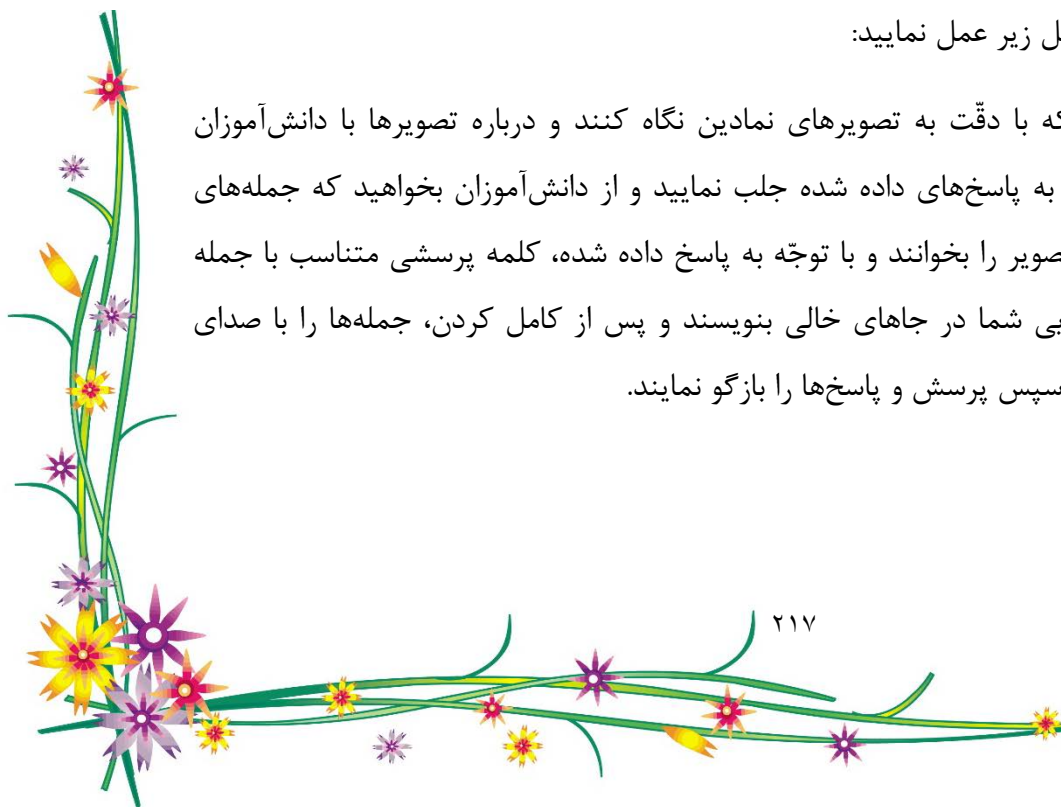 زیر عمل نمایید:
که با دقّت به تصویرهای نمادین نگاه کنند و درباره تصویرها با دانش‌آموزان
به پاسخ‌های داده شده جلب نمایید و از دانش‌آموزان بخواهید که جمله‌های
را بخوانند و با توجّه به پاسخ داده شده، کلمه پرسشی متناسب با جمله
شما در جاهای خالی بنویسند و پس از کامل کردن، جمله‌ها را با صدای
سپس پرسش و پاسخ‌ها را بازگو نمایند.
۲۱۷